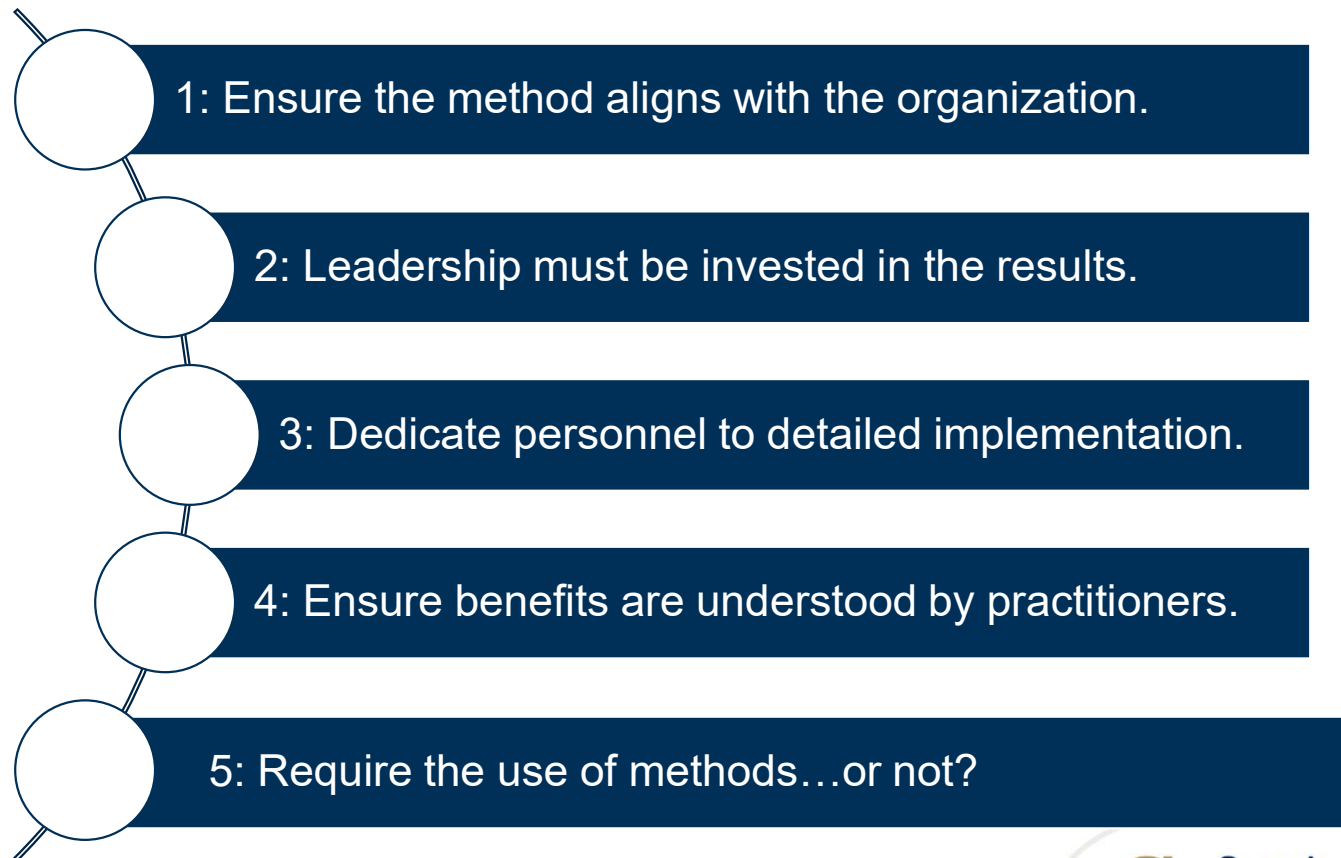 1: Ensure the method aligns with the organization.
2: Leadership must be invested in the results.
3: Dedicate personnel to detailed implementation.
4: Ensure benefits are understood by practitioners.
5: Require the use of methods…or not?